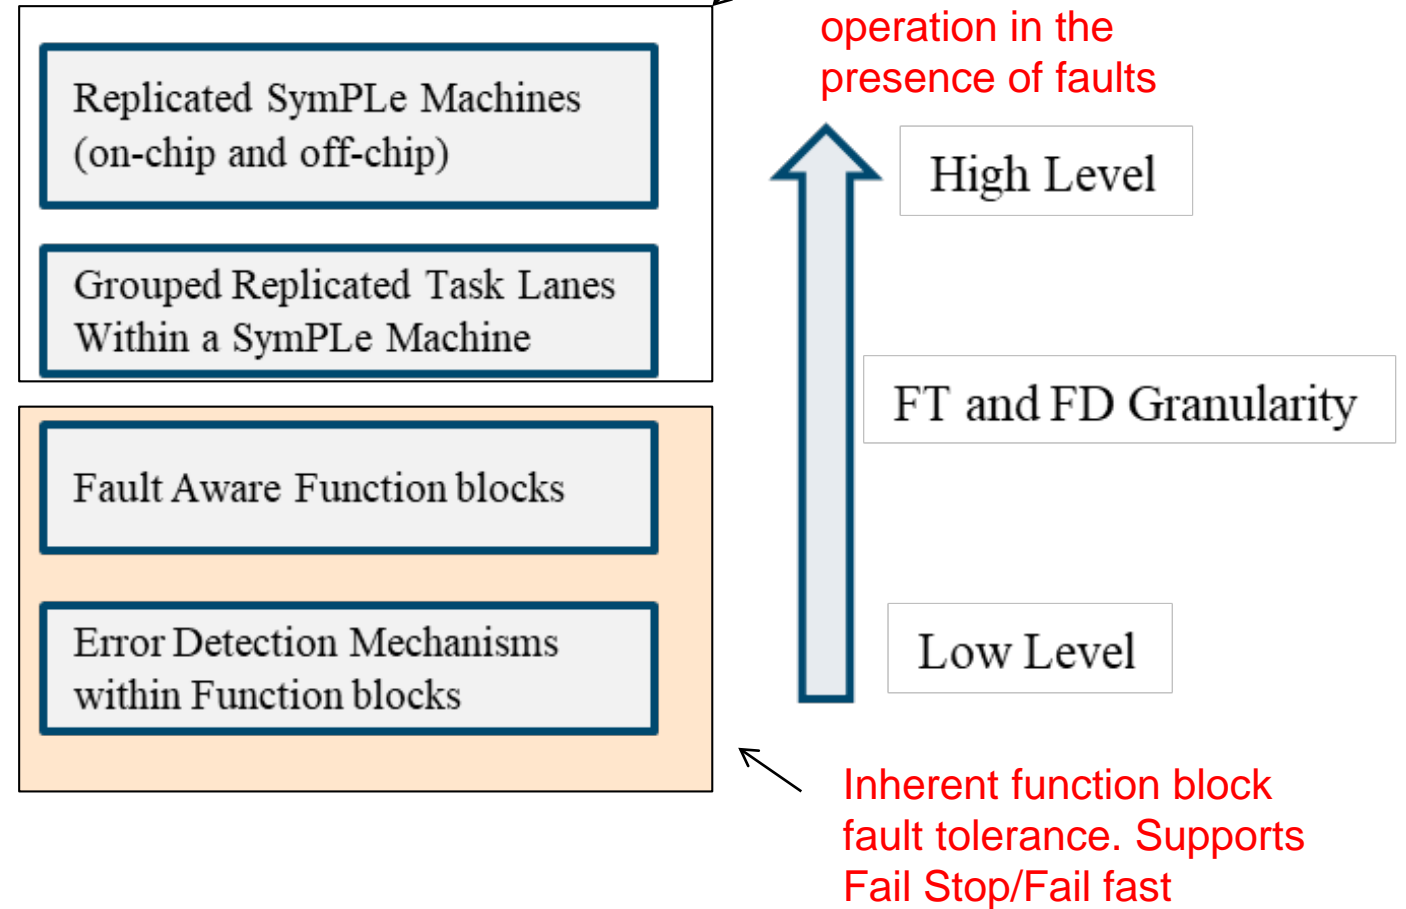 operation in the
presence of faults
Replicated SymPLe Machines
(on-chip and off-chip)
High Level
Grouped Replicated Task Lanes
Within a SymPLe Machine
FT and FD Granularity
Fault Aware Function blocks
Error Detection Mechanisms
within Function blocks
Low Level
Inherent function block
fault tolerance. Supports
Fail Stop/Fail fast